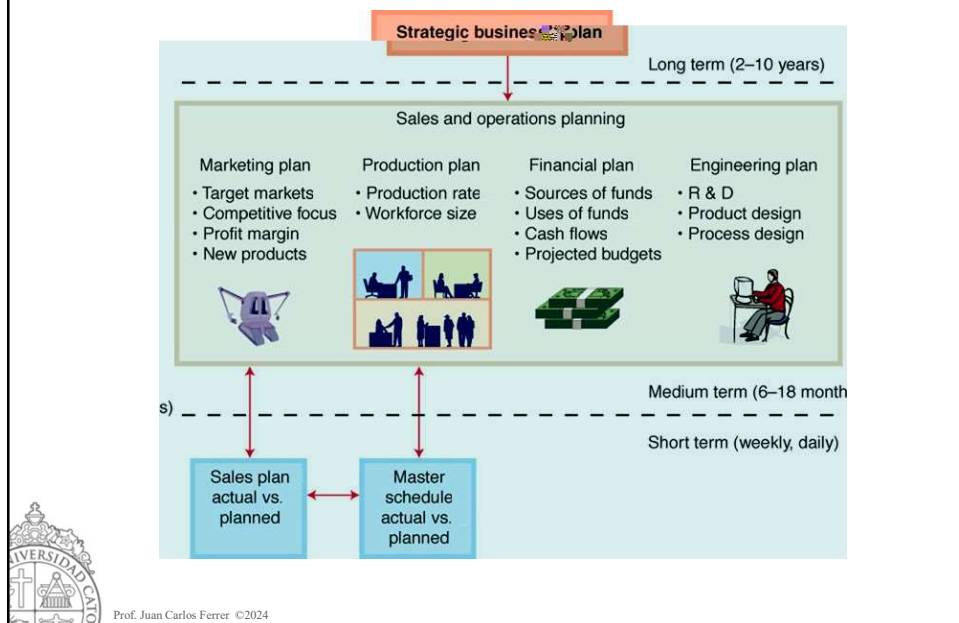 Strategic business plan
Long term (2–10 years)
Sales and operations planning
Marketing plan
• Target markets
• Competitive focus
• Profit margin
• New products
Production plan
• Production rate
• Workforce size
Financial plan
• Sources of funds
• Uses of funds
• Cash flows
• Projected budgets
Engineering plan
• R & D
• Product design
• Process design
Medium term (6–18 month
s)
Short term (weekly, daily)
Sales plan
actual vs.
planned
Master
schedule
actual vs.
planned
NIVERSIDAD CATO
Prof. Juan Carlos Ferrer ©2024